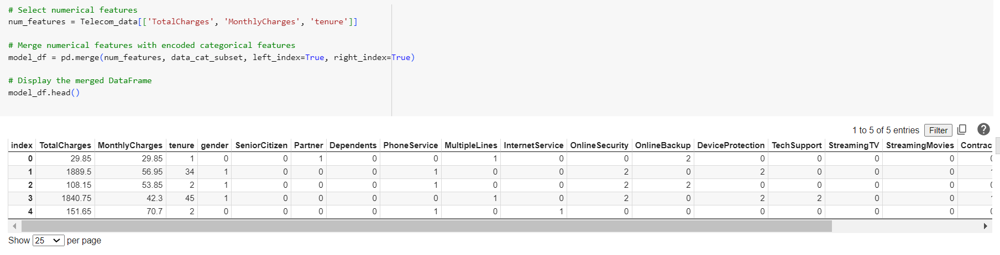 # Select numerical features
num_features = Telecom_data[['TotalCharges', 'MonthlyCharges', 'tenure']]
# Merge numerical features with encoded categorical features
model_df = pd.merge(num_features, data_cat_subset, left_index=True, right_index=True)
# Display the merged DataFrame
model_df.head()
1 to 5 of 5 entries Filter
index TotalCharges MonthlyCharges tenure gender SeniorCitizen Partner Dependents PhoneService MultipleLines InternetService OnlineSecurity OnlineBackup DeviceProtection TechSupport StreamingTV StreamingMovies Contrac
0 29.85 29.85 1 0 0 1 0 0 1 0 0 2 0 0 0 0
1 1889.5 56.95 34 1 0 0 0 1 0 0 2 0 2 0 0 0
2 108.15 53.85 2 1 0 0 0 1 0 0 2 2 0 0 0 0
3 1840.75 42.3 45 1 0 0 0 0 1 0 2 0 2 2 0 0
4 151.65 70.7 2 0 0 0 0 1 0 1 0 0 0 0 0 0
Show 25 per page